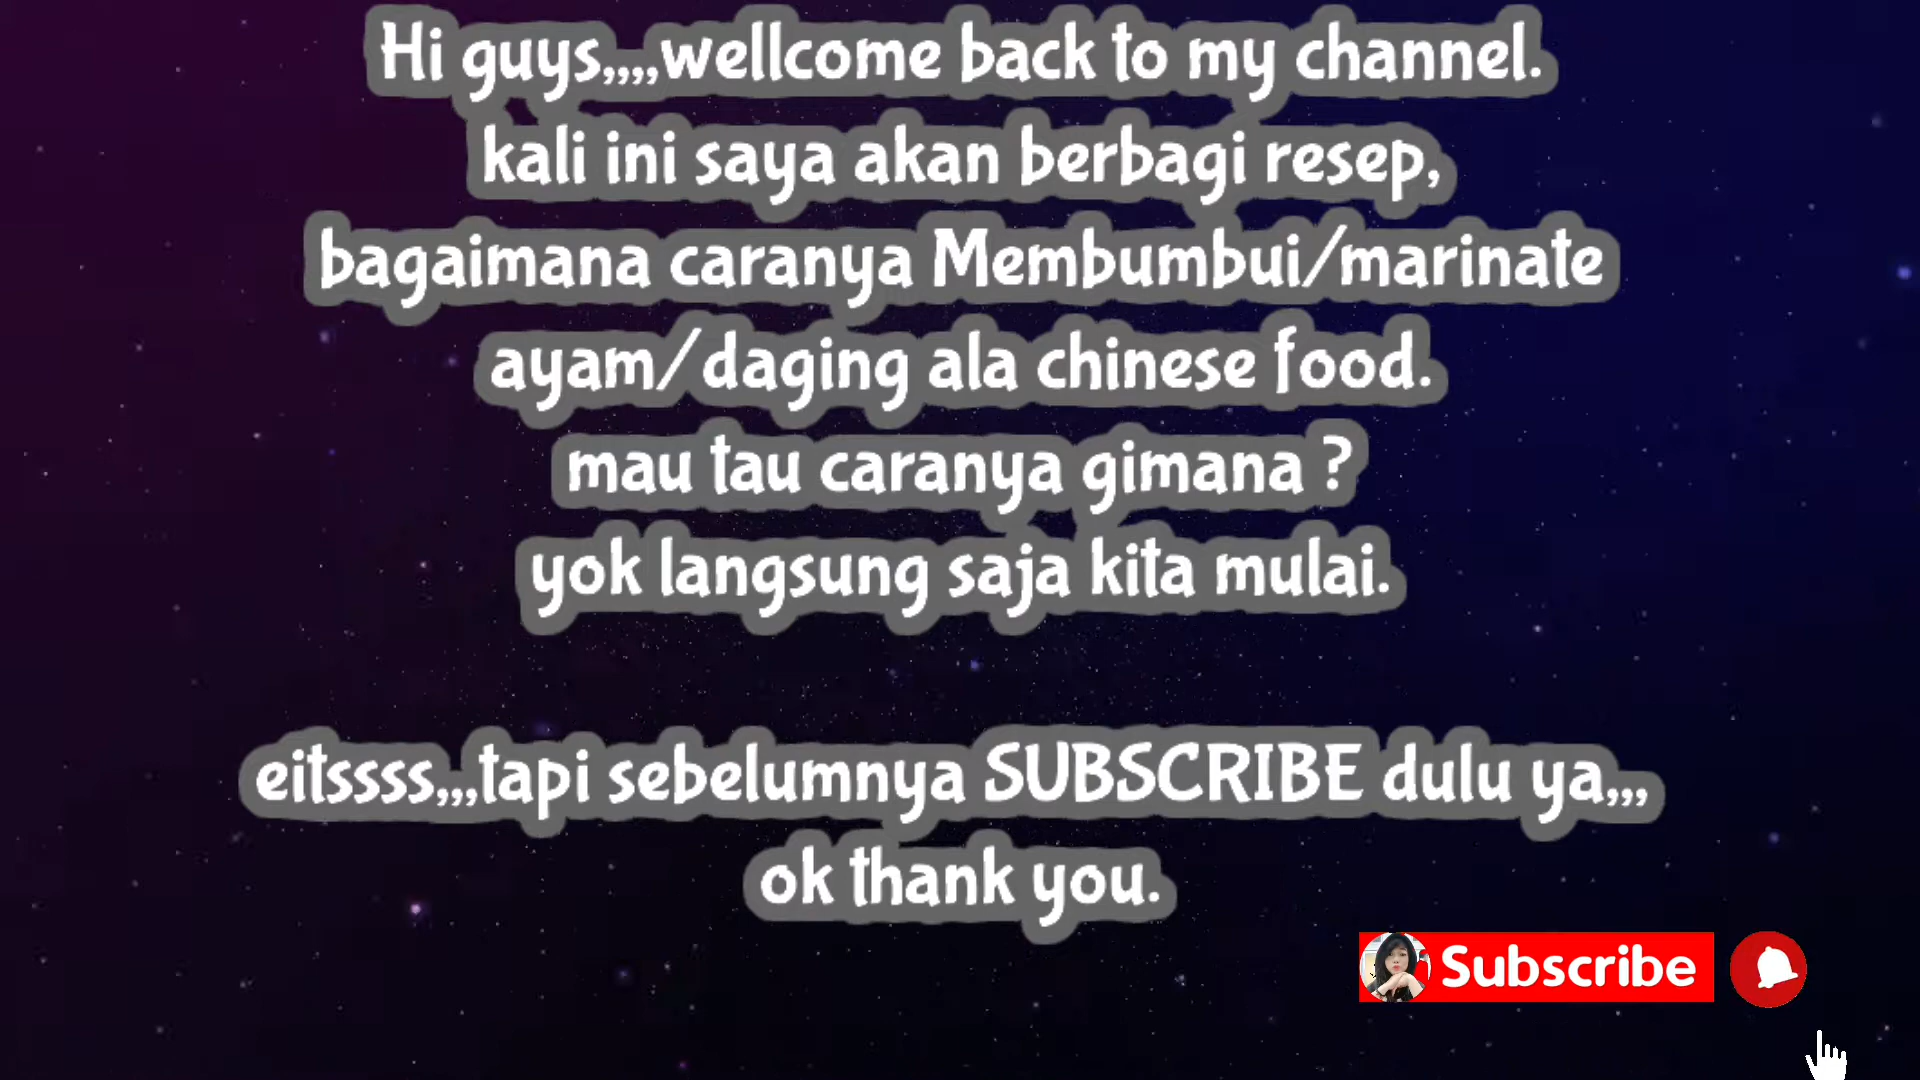 Hi guys,,,,wellcome back to my channel.
kali ini saya akan berbagi resep,
bagaimana caranya Membumbui/marinate
ayam/daging ala chinese food.
mau tau caranya gimana ?
yok langsung saja kita mulai.
eitssss,,,tapi sebelumnya SUBSCRIBE dulu ya,,,
ok thank you.
Subscribe